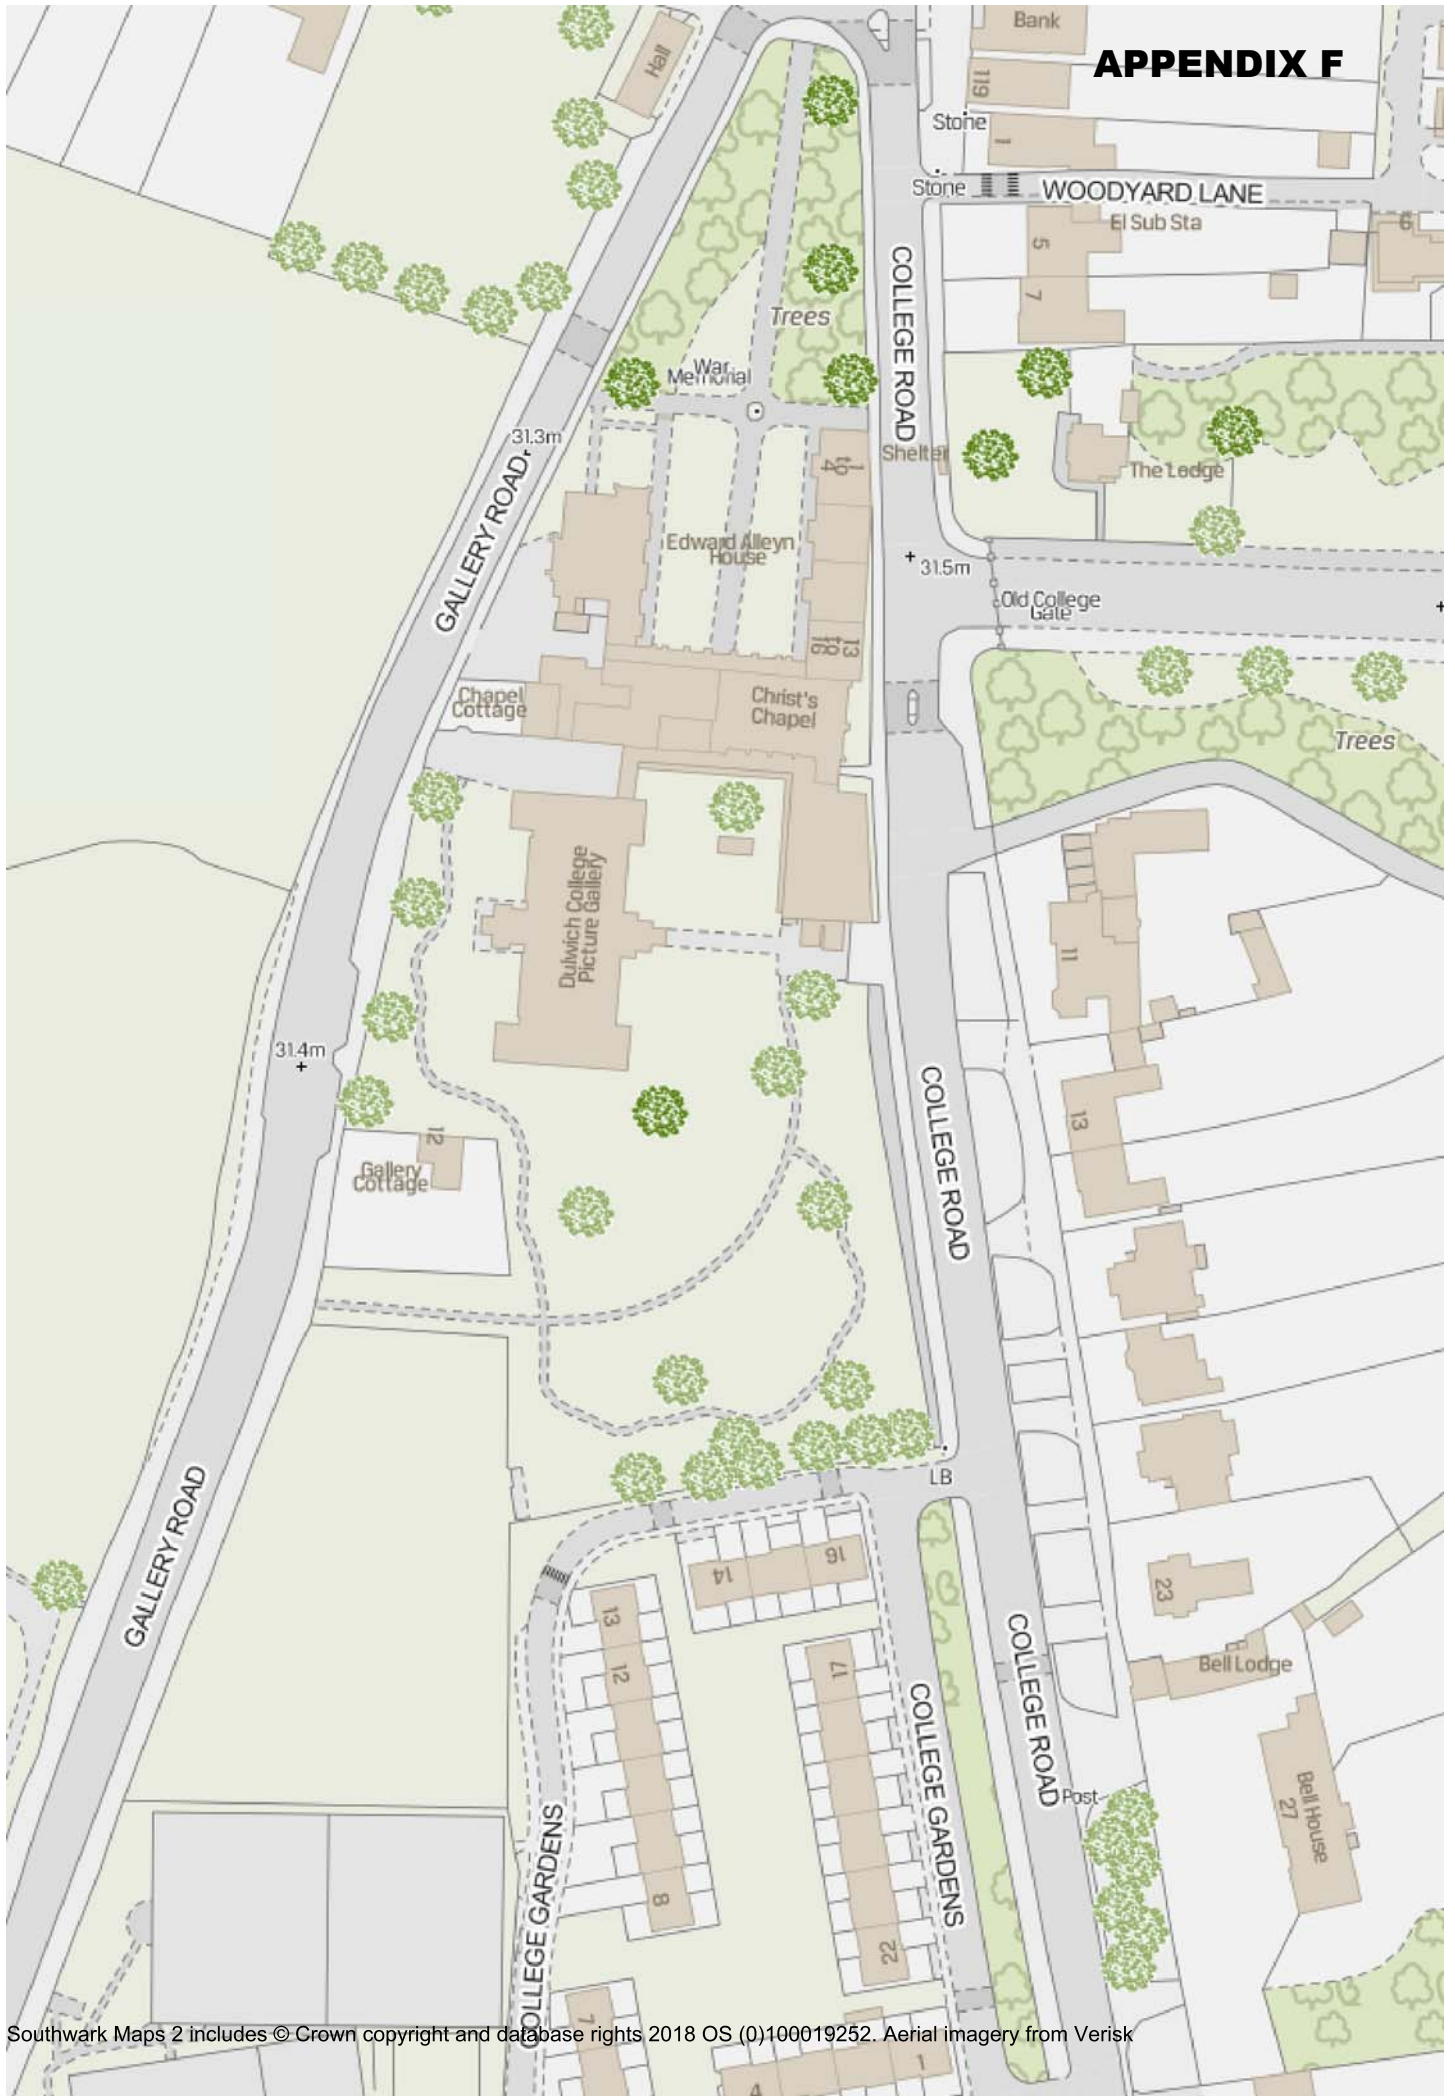 APPENDIX F
Bank
Hall
119
Stone
1
Stone
WOODYARD LANE
El Sub Sta
5
6
COLLEGE ROAD
7
Trees
War
Memorial
31.3m
GALLERY ROAD
1
to
4
Shelter
The Lodge
Edward Alleyn
House
31.5m
Old College
Gate
13
to
16
Chapel
Cottage
Christ's
Chapel
Trees
Dulwich College
Picture Gallery
11
31.4m
COLLEGE ROAD
13
12
Gallery
Cottage
LB
GALLERY ROAD
14
16
23
13
12
17
Bell Lodge
COLLEGE ROAD
COLLEGE GARDENS
Post
Bell House
27
8
COLLEGE GARDENS
22
7
Southwark Maps 2 includes © Crown copyright and database rights 2018 OS (0)100019252. Aerial imagery from Verisk
1
4